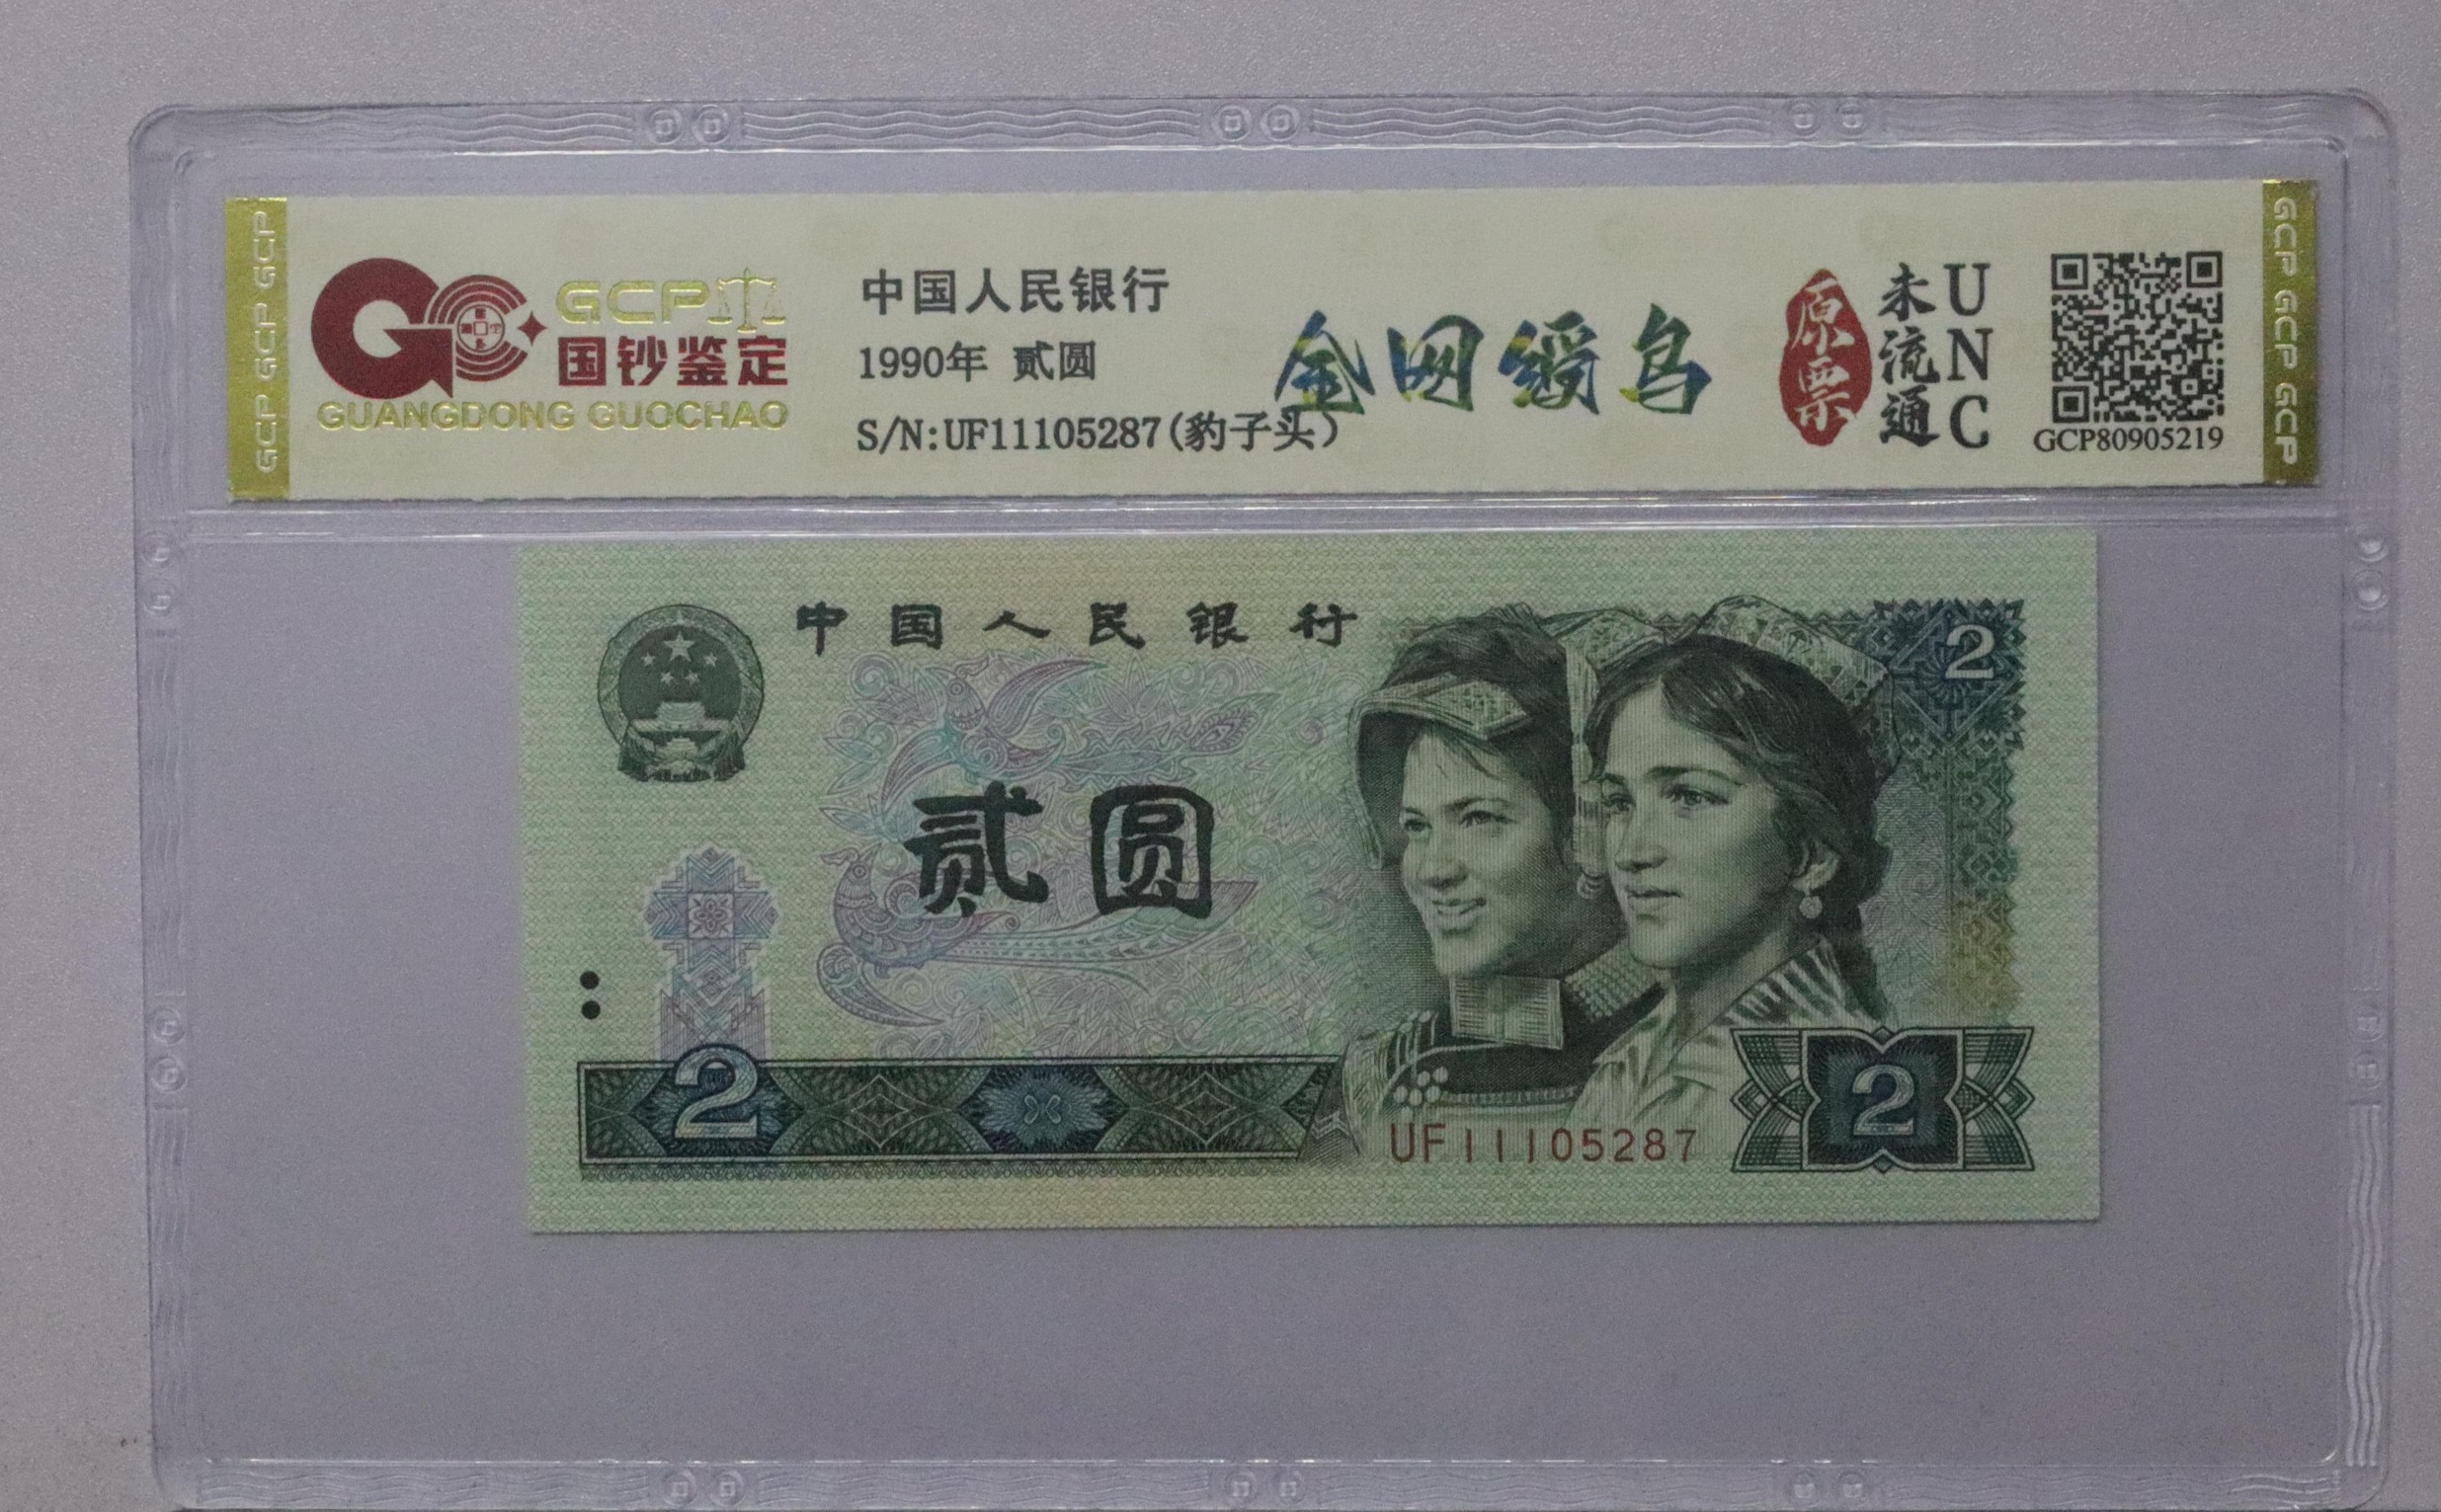 GCP GCP GCP
GCP
国钞鉴定
GUANGDONG GUOCHAO
中国人民银行
1990年 贰圆
S/N:UF11105287(豹子头)
金网绶鸟
原票
未流通
UNC
GCP80905219
GCP GCP GCP
中国人民银行
2
贰圆
2
UF11105287
2